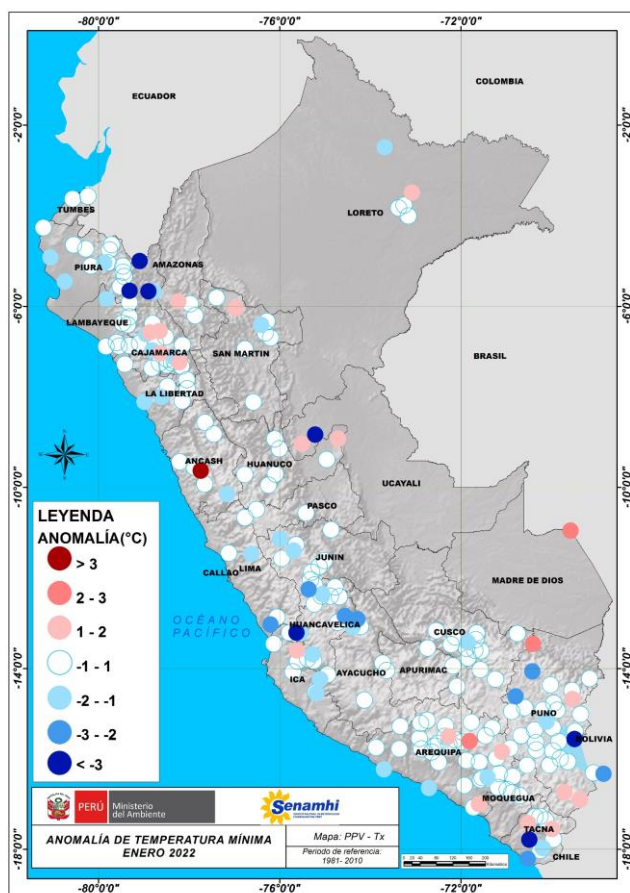 -80°0'0" -76°0'0" -72°0'0"
ECUADOR
COLOMBIA
-2°0'0" -2°0'0"
TUMBES
LORETO
PIURA
AMAZONAS
-6°0'0" -6°0'0"
LAMBAYEQUE
CAJAMARCA
SAN MARTIN
BRASIL
LA LIBERTAD
ANCASH
HUANUCO
UCAYALI
-10°0'0" -10°0'0"
PASCO
LEYENDA
ANOMALÍA(°C)
> 3
2 - 3
1 - 2
-1 - 1
-2 - -1
-3 - -2
< -3
JUNIN
LIMA
CALLAO
MADRE DE DIOS
OCÉANO
PACÍFICO
HUANCAVELICA
CUSCO
-14°0'0" -14°0'0"
ICA
AYACUCHO
APURIMAC
PUNO
BOLIVIA
AREQUIPA
MOQUEGUA
TACNA
CHILE
-18°0'0" -18°0'0"
PERÚ
Ministerio
del Ambiente
Senamhi
ANOMALÍA DE TEMPERATURA MÍNIMA
ENERO 2022
Mapa: PPV - Tx
Periodo de referencia:
1981- 2010
-80°0'0" -76°0'0" -72°0'0"